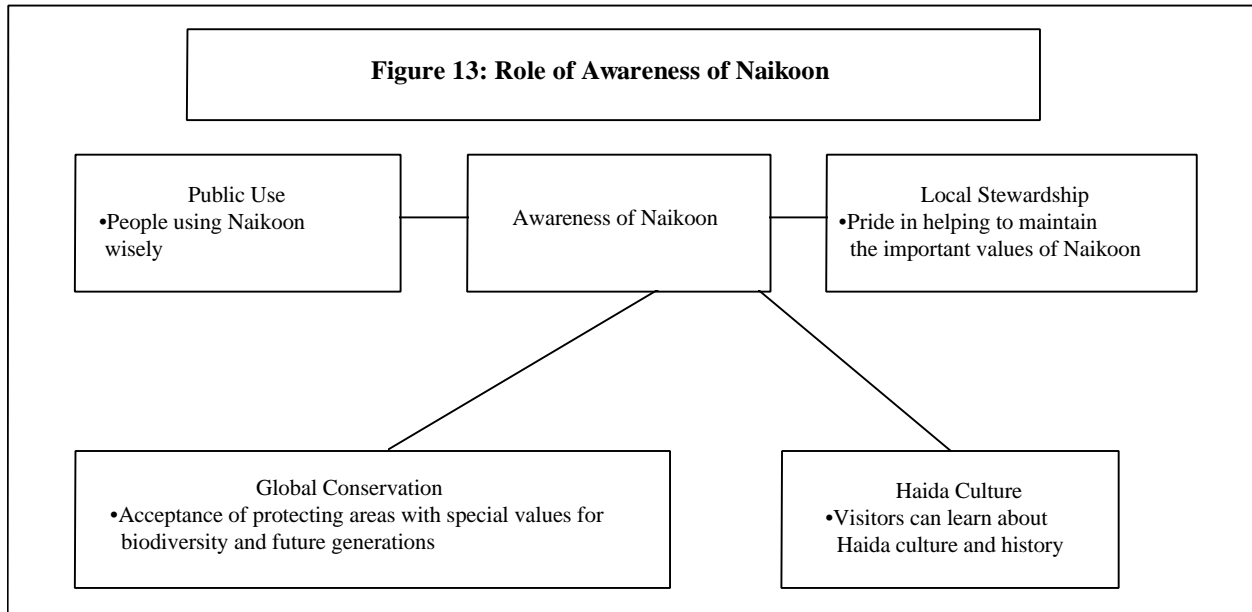 Figure 13: Role of Awareness of Naikoon
Public Use
•People using Naikoon
wisely
Awareness of Naikoon
Local Stewardship
•Pride in helping to maintain
the important values of Naikoon
Global Conservation
•Acceptance of protecting areas with special values for
biodiversity and future generations
Haida Culture
•Visitors can learn about
Haida culture and history